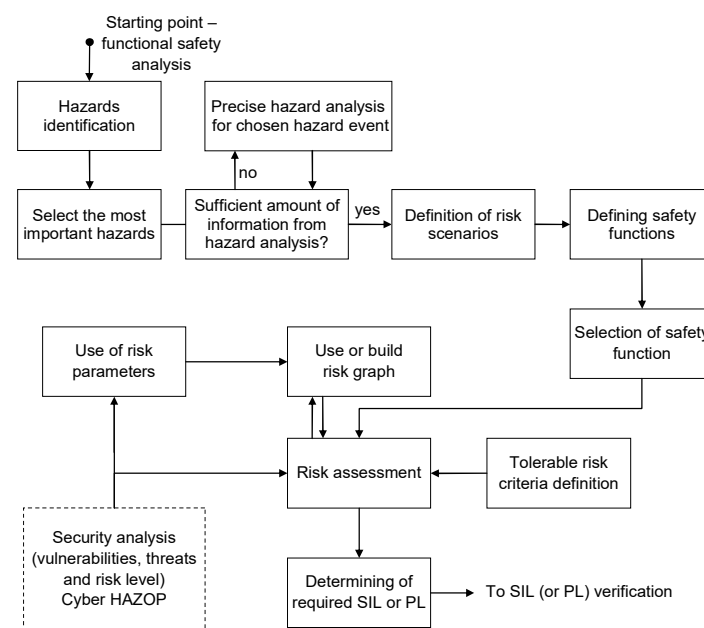 Starting point –
functional safety
analysis
Hazards
identification
Precise hazard analysis
for chosen hazard event
no
Select the most
important hazards
Sufficient amount of
information from
hazard analysis?
yes
Definition of risk
scenarios
Defining safety
functions
Selection of safety
function
Use of risk
parameters
Use or build
risk graph
Risk assessment
Tolerable risk
criteria definition
Security analysis
(vulnerabilities, threats
and risk level)
Cyber HAZOP
Determining of
required SIL or PL
To SIL (or PL) verification